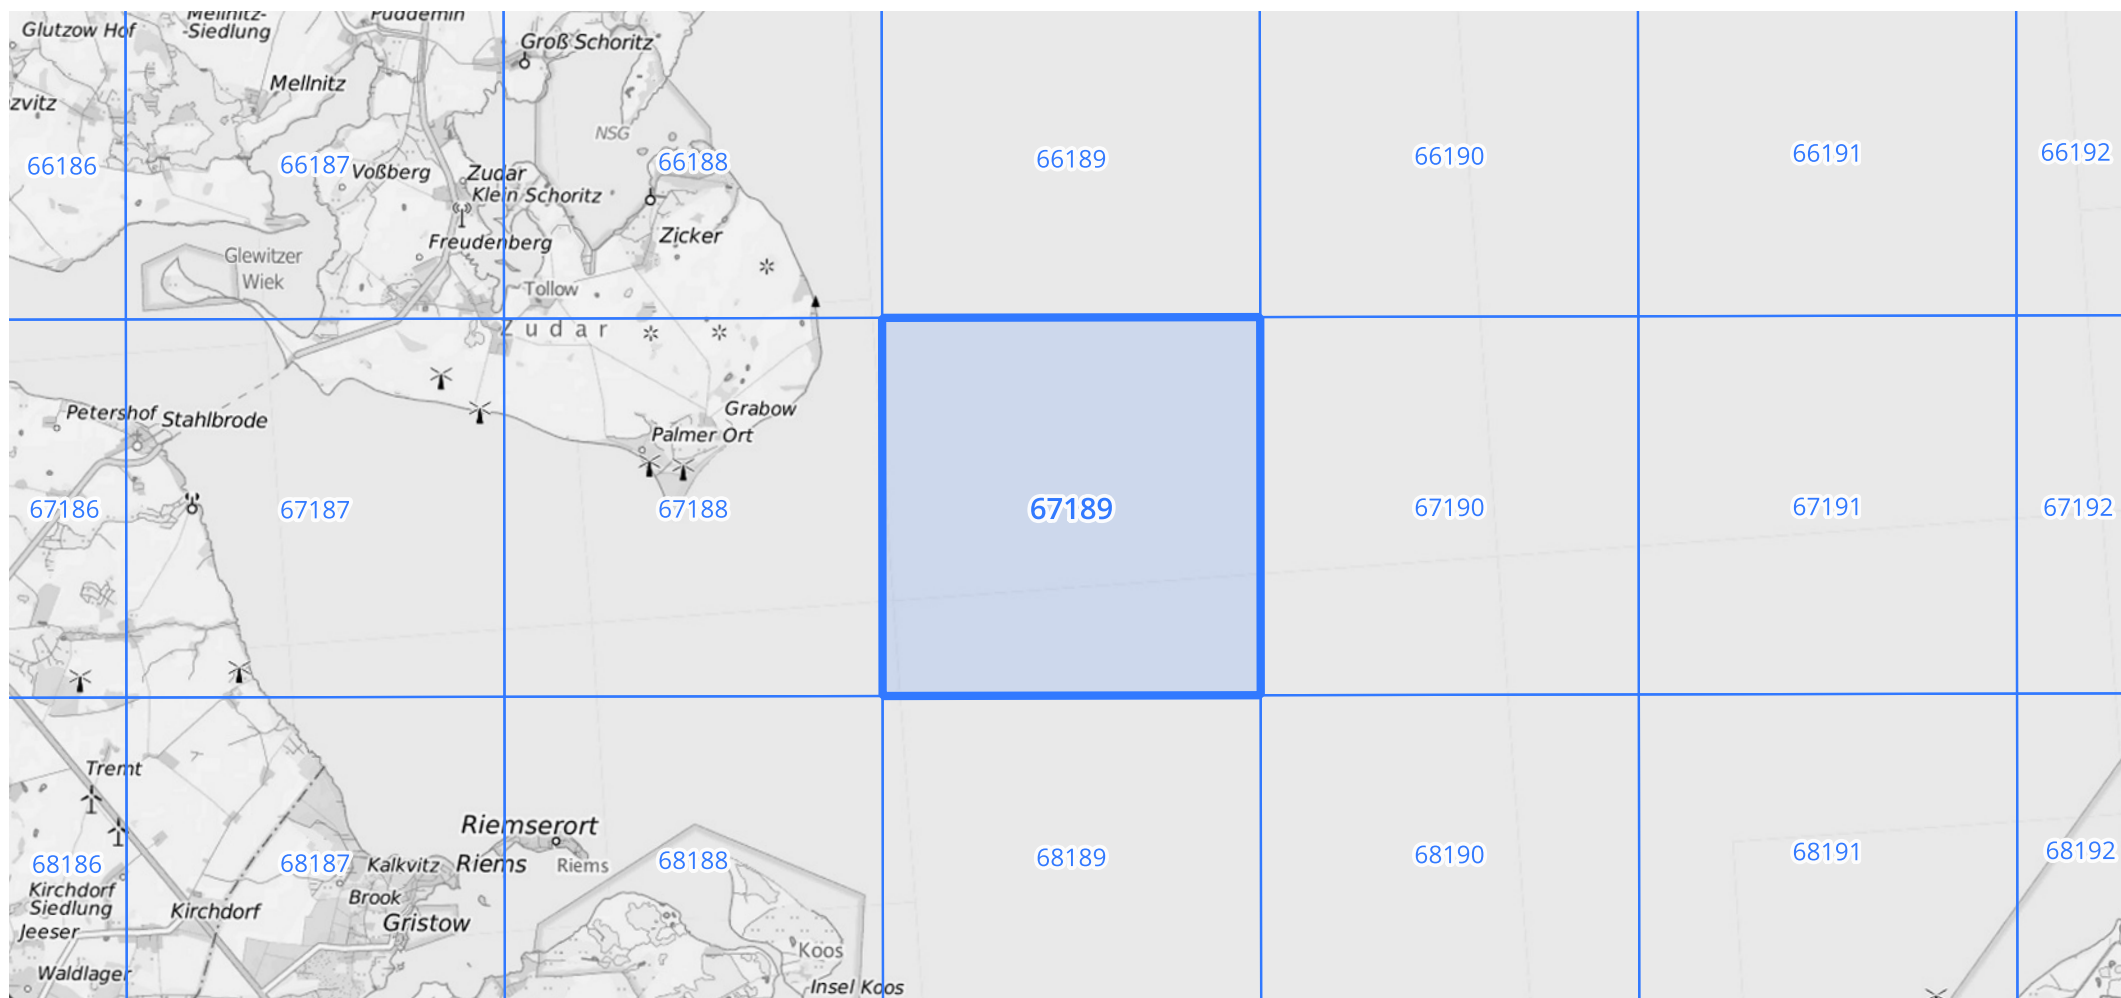 Glutzow Hof
Mellnitz-
-Siedlung
Puddemin
Groß Schoritz
Mellnitz
zvitz
NSG
66186
66187
Voßberg
Zudar
66188
66189
66190
66191
66192
Klein Schoritz
Freudenberg
Zicker
Glewitzer
Wiek
Tollow
Zudar
Petershof
Stahlbrode
Grabow
Palmer Ort
67186
67187
67188
67189
67190
67191
67192
Tremt
Riemserort
68186
68187
Kalkvitz
Riems
Riems
68188
68189
68190
68191
68192
Kirchdorf
Siedlung
Brook
Kirchdorf
Gristow
Jeeser
Koos
Waldlager
Insel Koos